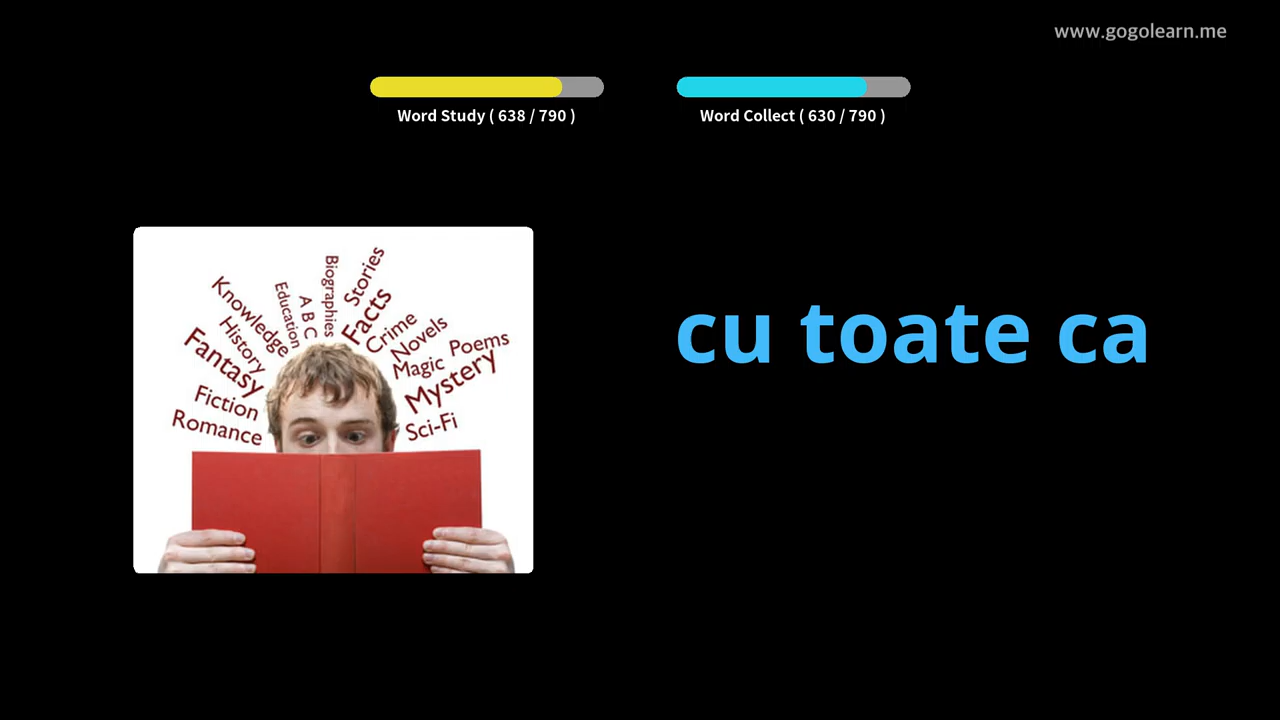 www.gogolearn.me
Word Study ( 638 / 790 )
Word Collect ( 630 / 790 )
cu toate ca
Knowledge
History
Fantasy
Fiction
Romance
Education
A B C
Biographies
Stories
Facts
Crime
Novels
Magic
Poems
Mystery
Sci-Fi